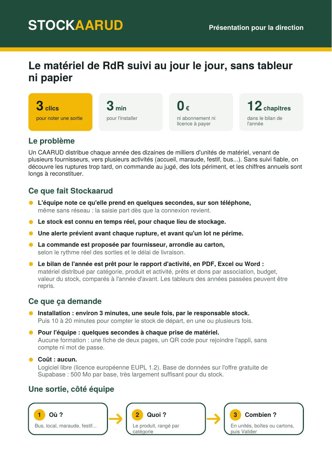 STOCKAARUD
Présentation pour la direction
Le matériel de RdR suivi au jour le jour, sans tableur
ni papier
3 clics
pour noter une sortie
3 min
pour l'installer
0 €
ni abonnement ni
licence à payer
12 chapitres
dans le bilan de
l'année
Le problème
Un CAARUD distribue chaque année des dizaines de milliers d'unités de matériel, venant de
plusieurs fournisseurs, vers plusieurs activités (accueil, maraude, festif, bus...). Sans suivi fiable, on
découvre les ruptures trop tard, on commande au jugé, des lots périment, et les chiffres annuels sont
longs à reconstituer.
Ce que fait Stockaarud
L'équipe note ce qu'elle prend en quelques secondes, sur son téléphone,
même sans réseau : la saisie part dès que la connexion revient.
Le stock est connu en temps réel, pour chaque lieu de stockage.
Une alerte prévient avant chaque rupture, et avant qu'un lot ne périme.
La commande est proposée par fournisseur, arrondie au carton,
selon le rythme réel des sorties et le délai de livraison.
Le bilan de l'année est prêt pour le rapport d'activité, en PDF, Excel ou Word :
matériel distribué par catégorie, produit et activité, prêts et dons par association, budget,
valeur du stock, comparés à l'année d'avant. Les tableurs des années passées peuvent être
repris.
Ce que ça demande
Installation : environ 3 minutes, une seule fois, par le responsable stock.
Puis 10 à 20 minutes pour compter le stock de départ, en une ou plusieurs fois.
Pour l'équipe : quelques secondes à chaque prise de matériel.
Aucune formation : une fiche de deux pages, un QR code pour rejoindre l'appli, sans
compte ni mot de passe.
Coût : aucun.
Logiciel libre (licence européenne EUPL 1.2). Base de données sur l'offre gratuite de
Supabase : 500 Mo par base, très largement suffisant pour du stock.
Une sortie, côté équipe
1 Où ?
Bus, local, maraude, festif...
2 Quoi ?
Le produit, rangé par
catégorie
3 Combien ?
En unités, boîtes ou cartons,
puis Valider